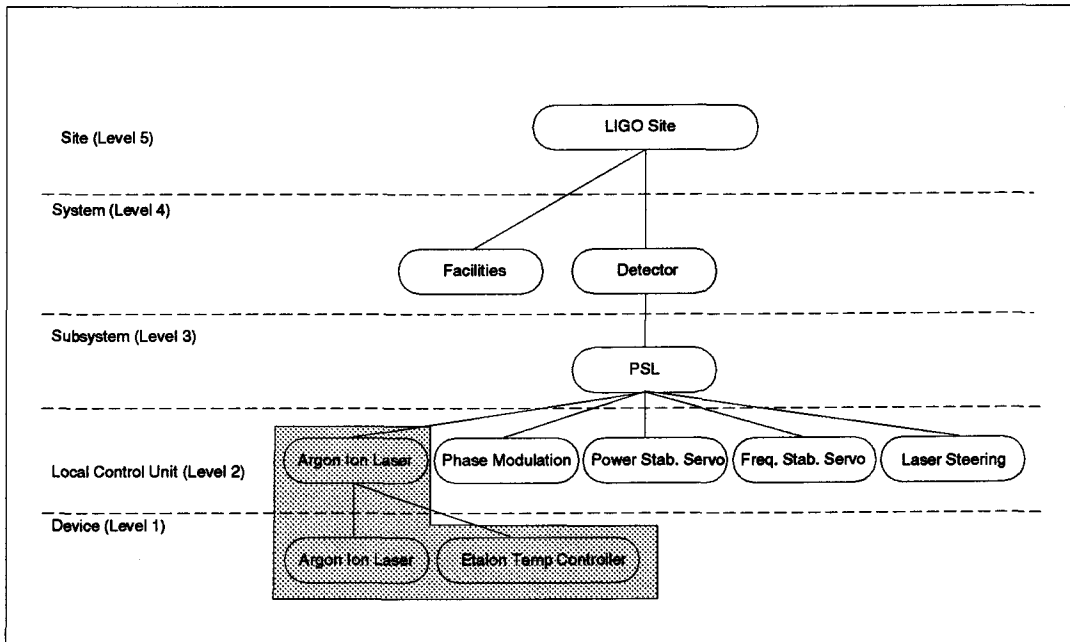 LIGO Site
Site (Level 5)
System (Level 4)
Facilities
Detector
Subsystem (Level 3)
PSL
Argon Ion Laser
Phase Modulation
Power Stab. Servo
Freq. Stab. Servo
Laser Steering
Local Control Unit (Level 2)
Device (Level 1)
Argon Ion Laser
Etalon Temp Controller